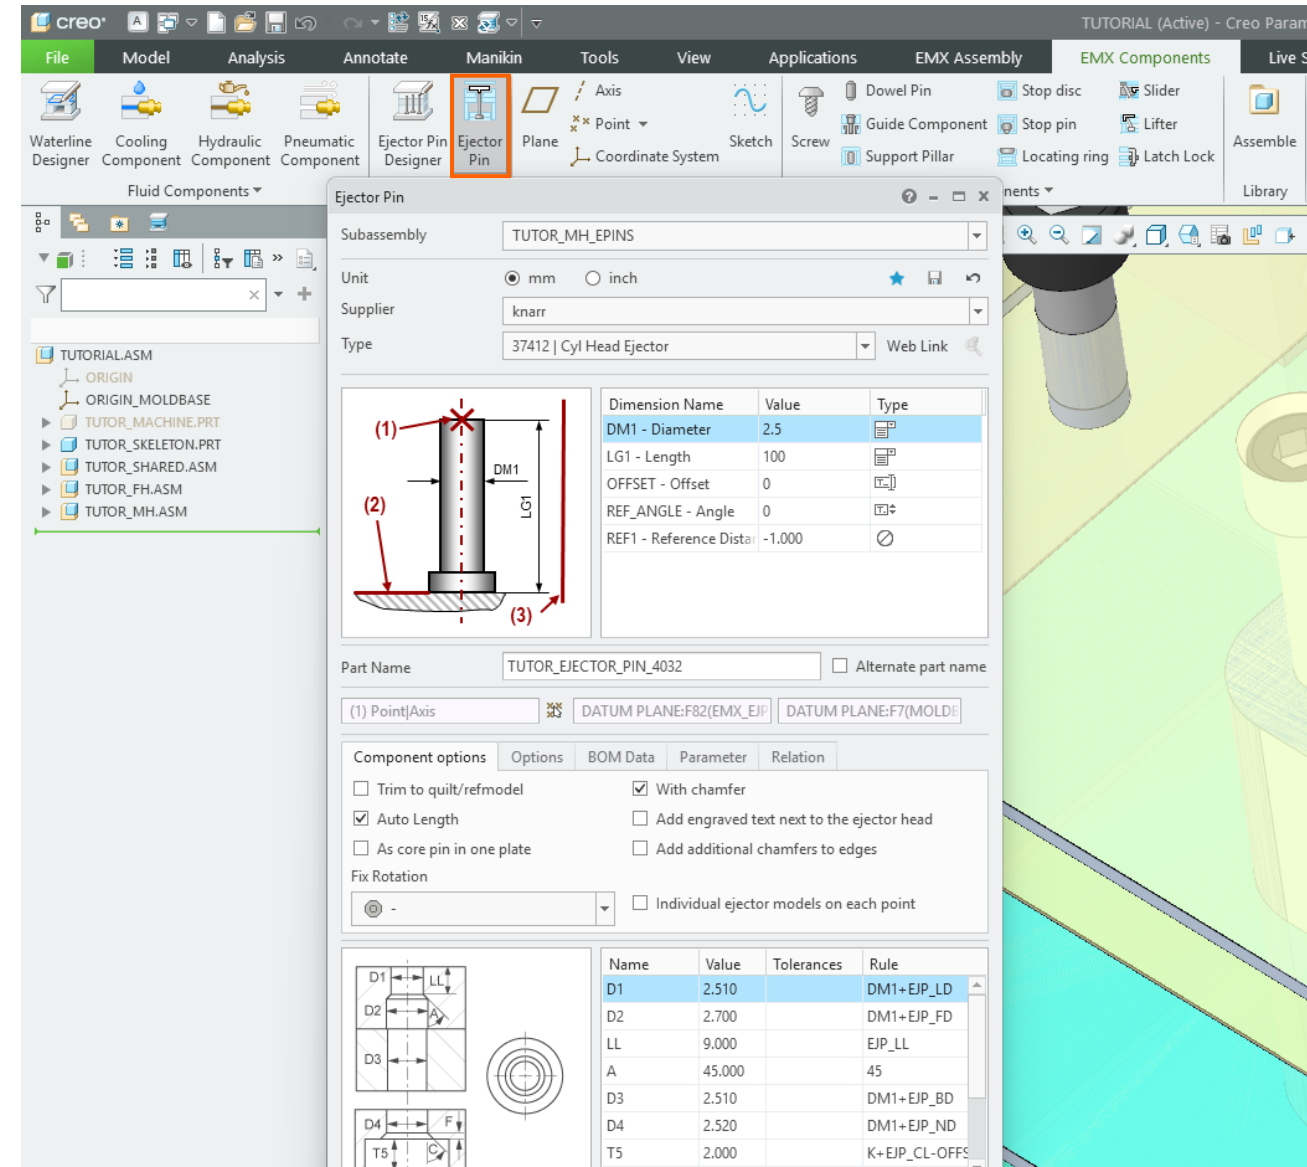 creo
TUTORIAL (Active) - Creo Param
File Model Analysis Annotate Manikin Tools View Applications EMX Assembly EMX Components Live S
Waterline Designer
Cooling Component
Hydraulic Component
Pneumatic Component
Ejector Pin Designer
Ejector Pin
Plane
Axis
Point
Coordinate System
Sketch
Screw
Dowel Pin
Guide Component
Support Pillar
Stop disc
Stop pin
Locating ring
Slider
Lifter
Latch Lock
Assemble
Fluid Components
nents
Library
TUTORIAL.ASM
ORIGIN
ORIGIN_MOLDBASE
TUTOR_MACHINE.PRT
TUTOR_SKELETON.PRT
TUTOR_SHARED.ASM
TUTOR_FH.ASM
TUTOR_MH.ASM
Ejector Pin
Subassembly TUTOR_MH_EPINS
Unit mm inch
Supplier knarr
Type 37412 | Cyl Head Ejector Web Link
(1)
DM1
(2)
LG1
(3)
Dimension Name Value Type
DM1 - Diameter 2.5
LG1 - Length 100
OFFSET - Offset 0
REF_ANGLE - Angle 0
REF1 - Reference Distar -1.000
Part Name TUTOR_EJECTOR_PIN_4032 Alternate part name
(1) Point|Axis DATUM PLANE:F82(EMX_EJP DATUM PLANE:F7(MOLDB
Component options Options BOM Data Parameter Relation
Trim to quilt/refmodel With chamfer
Auto Length Add engraved text next to the ejector head
As core pin in one plate Add additional chamfers to edges
Fix Rotation
- Individual ejector models on each point
D1 LL
D2 A
D3
D4 F
T5 C
Name Value Tolerances Rule
D1 2.510 DM1+EJP_LD
D2 2.700 DM1+EJP_FD
LL 9.000 EJP_LL
A 45.000 45
D3 2.510 DM1+EJP_BD
D4 2.520 DM1+EJP_ND
T5 2.000 K+EJP_CL-OFFS